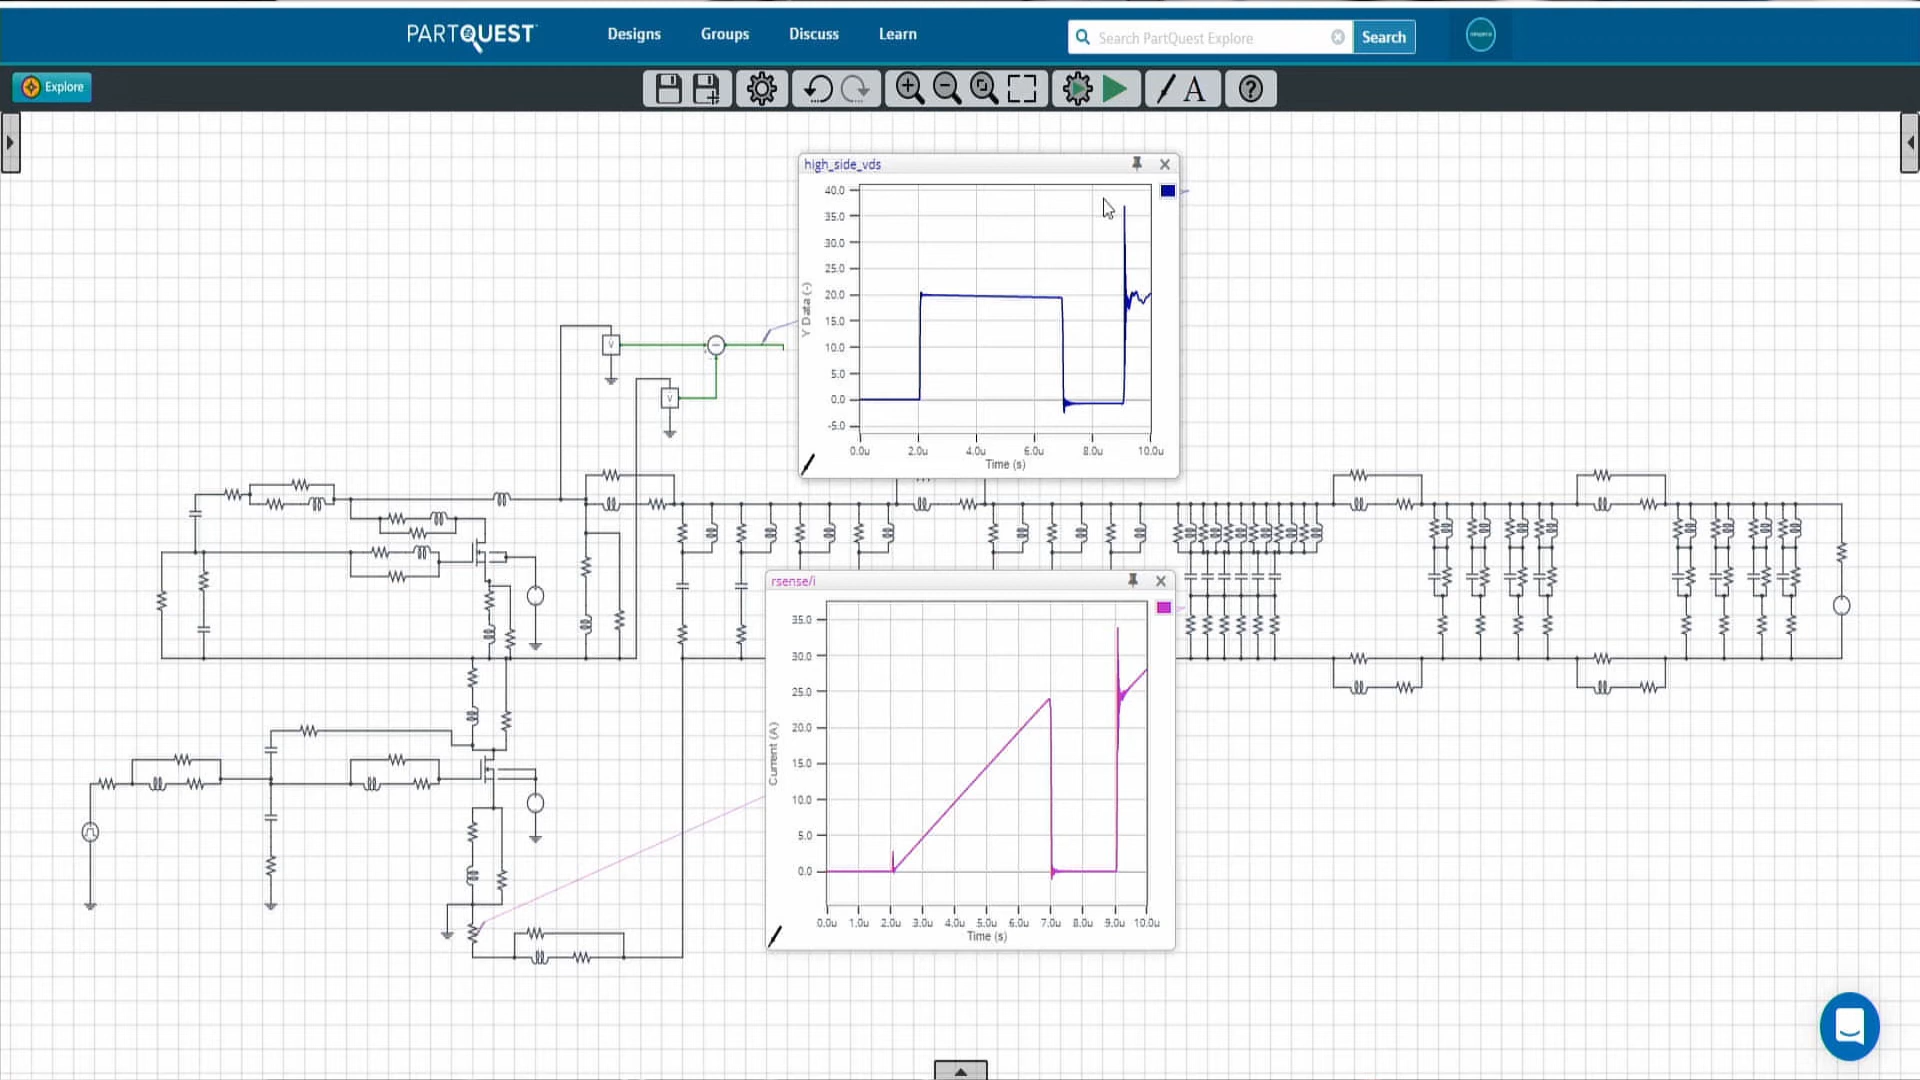 PARTQUEST
Designs
Groups
Discuss
Learn
Search PartQuest Explore
Search
Explore
A
?
high_side_vds
Y Data (-)
40.0
35.0
30.0
25.0
20.0
15.0
10.0
5.0
0.0
-5.0
0.0u 2.0u 4.0u 6.0u 8.0u 10.0u
Time (s)
V
V
rsense/i
Current (A)
35.0
30.0
25.0
20.0
15.0
10.0
5.0
0.0
0.0u 1.0u 2.0u 3.0u 4.0u 5.0u 6.0u 7.0u 8.0u 9.0u 10.0u
Time (s)